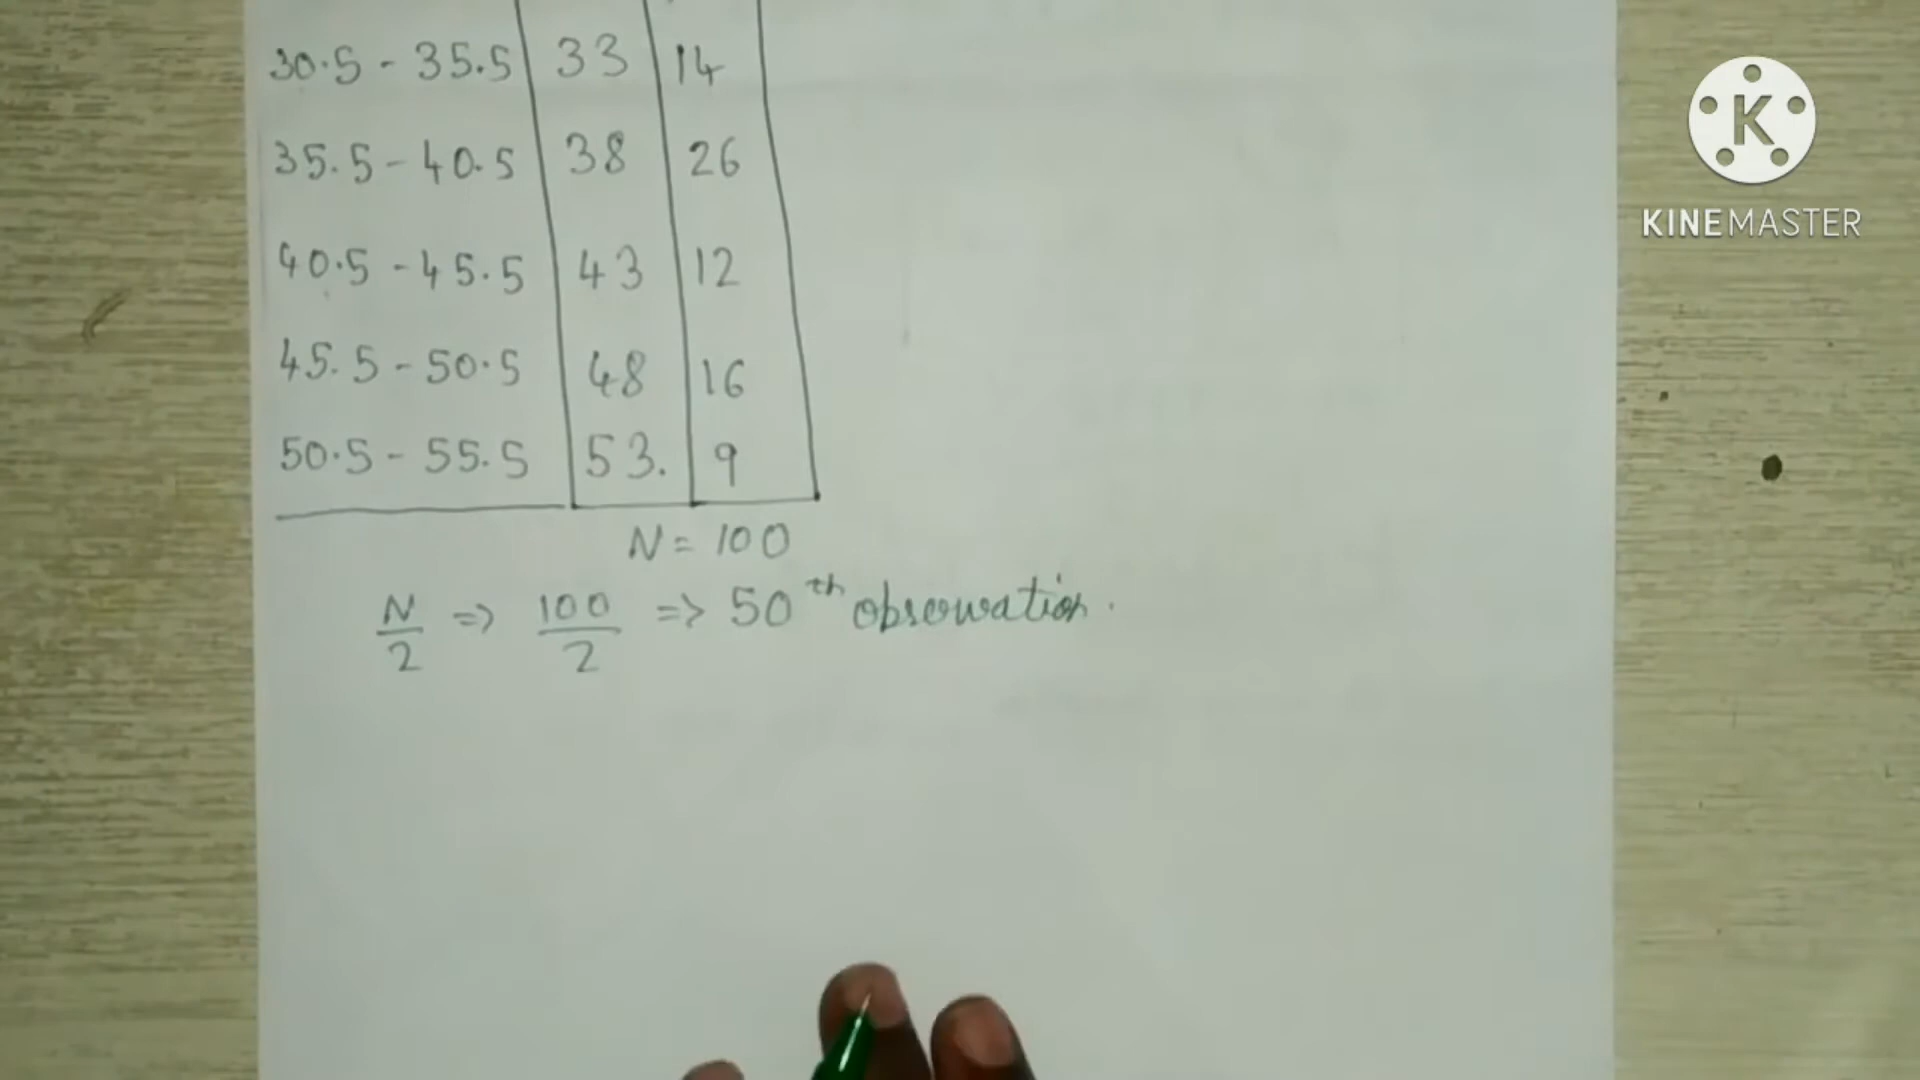 30.5 - 35.5 33 14
35.5 - 40.5 38 26
40.5 - 45.5 43 12
45.5 - 50.5 48 16
50.5 - 55.5 53. 9
N = 100
N/2 => 100/2 => 50th observation.
K
KINEMASTER